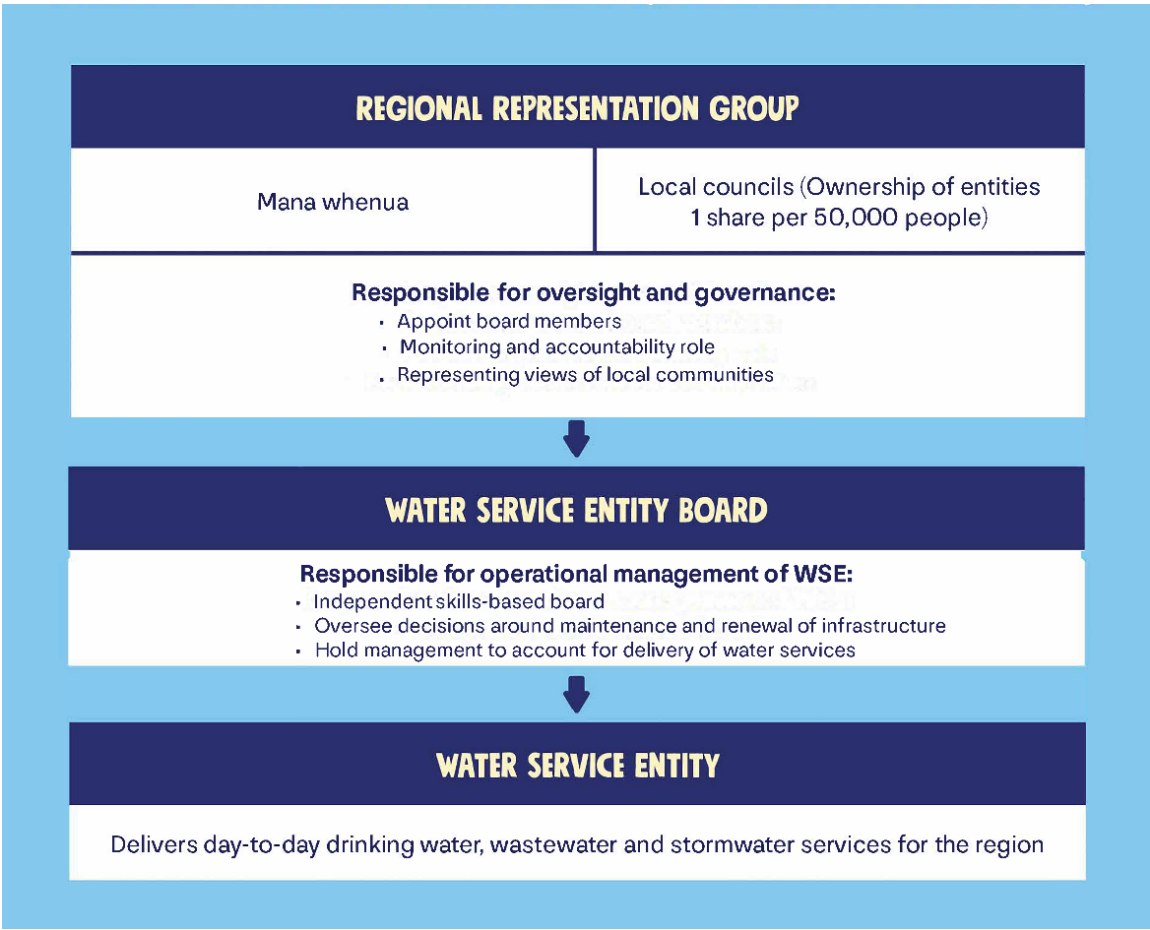 REGIONAL REPRESENTATION GROUP
Mana whenua
Local councils (Ownership of entities
1 share per 50,000 people)
Responsible for oversight and governance:
· Appoint board members
· Monitoring and accountability role
· Representing views of local communities
WATER SERVICE ENTITY BOARD
Responsible for operational management of WSE:
· Independent skills-based board
· Oversee decisions around maintenance and renewal of infrastructure
· Hold management to account for delivery of water services
WATER SERVICE ENTITY
Delivers day-to-day drinking water, wastewater and stormwater services for the region